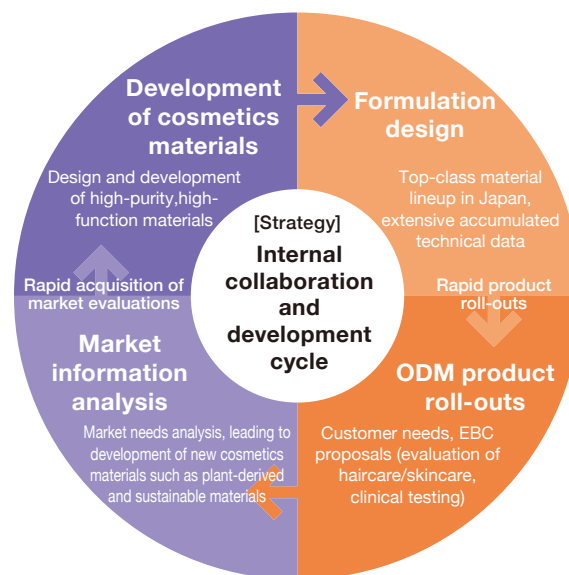 Development
of cosmetics
materials
Design and development
of high-purity,high-
function materials
Formulation
design
Top-class material
lineup in Japan,
extensive accumulated
technical data
[Strategy]
Internal
collaboration
and
development
cycle
Rapid product
roll-outs
ODM product
roll-outs
Customer needs, EBC
proposals (evaluation of
haircare/skincare,
clinical testing)
Rapid acquisition of
market evaluations
Market
information
analysis
Market needs analysis, leading to
development of new cosmetics
materials such as plant-derived
and sustainable materials